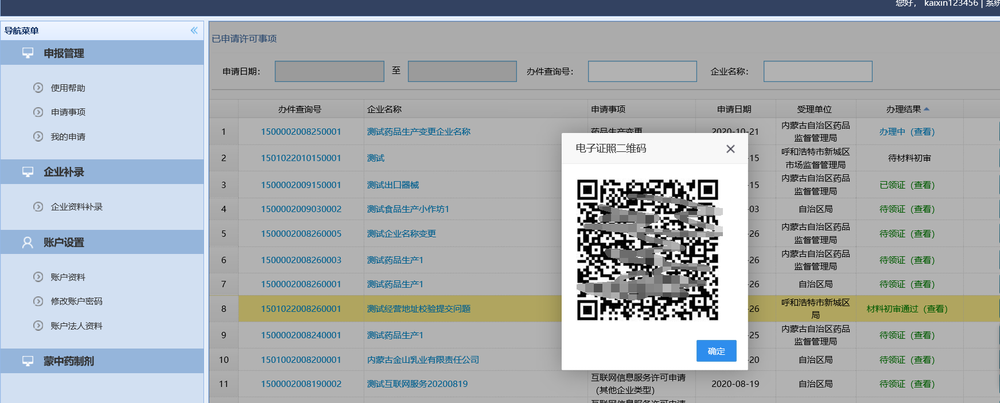 您好， kaixin123456 | 系统
导航菜单
申报管理
使用帮助
申请事项
我的申请
企业补录
企业资料补录
账户设置
账户资料
修改账户密码
账户法人资料
蒙中药制剂
已申请许可事项
申请日期： 至 办件查询号： 企业名称：
办件查询号 企业名称 申请事项 申请日期 受理单位 办理结果
1 1500002008250001 测试药品生产变更企业名称 药品生产变更 2020-10-21 内蒙古自治区药品监督管理局 办理中（查看）
2 1501022010150001 测试 -15 呼和浩特市新城区市场监督管理局 待材料初审
3 1500002009150001 测试出口器械 -15 内蒙古自治区药品监督管理局 已领证（查看）
4 1500002009030002 测试食品生产小作坊1 -03 自治区局 待领证（查看）
5 1500002008260005 测试企业名称变更 -26 内蒙古自治区药品监督管理局 待领证（查看）
6 1500002008260003 测试药品生产1 -26 内蒙古自治区药品监督管理局 待领证（查看）
7 1500002008260001 测试药品生产1 -26 自治区局 待领证（查看）
8 1501022008260001 测试经营地址校验提交问题 -26 呼和浩特市新城区局 材料初审通过（查看）
9 1500002008240001 测试药品生产1 -25 内蒙古自治区药品监督管理局 待领证（查看）
10 1501002008200001 内蒙古金山乳业有限责任公司 -20 自治区局 待领证（查看）
11 1500002008190002 测试互联网服务20200819 互联网信息服务许可申请（其他企业类型） 2020-08-19 自治区局 待领证（查看）
互联网信息服务许可申请
电子证照二维码
确定